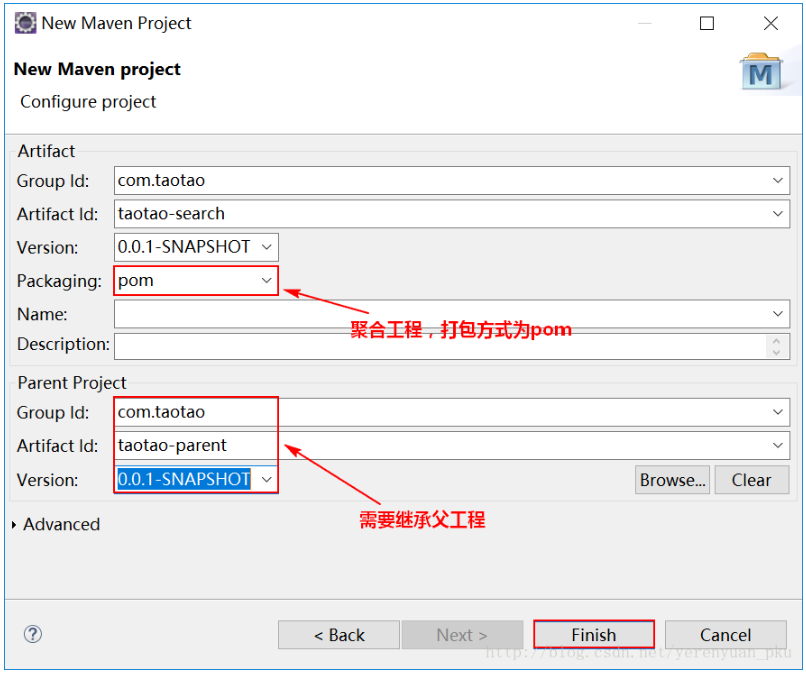 New Maven Project
New Maven project
Configure project
M
Artifact
Group Id: com.taotao
Artifact Id: taotao-search
Version: 0.0.1-SNAPSHOT
Packaging: pom
Name:
聚合工程，打包方式为pom
Description:
Parent Project
Group Id: com.taotao
Artifact Id: taotao-parent
Version: 0.0.1-SNAPSHOT Browse... Clear
需要继承父工程
Advanced
? < Back Next > Finish Cancel
http://blog.csdn.net/yerenyuan_pku